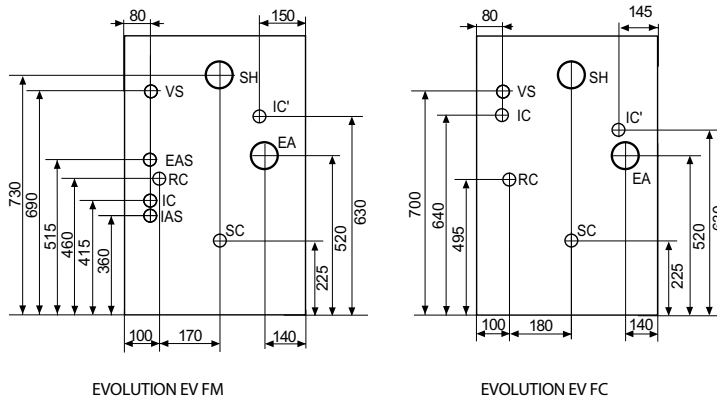 80
150
SH
VS
IC'
EA
EAS
RC
IC
IAS
SC
730
690
515
460
415
360
225
520
630
100
170
140
EVOLUTION EV FM
80
145
SH
VS
IC
IC'
EA
RC
SC
700
640
495
225
520
100
180
140
EVOLUTION EV FC